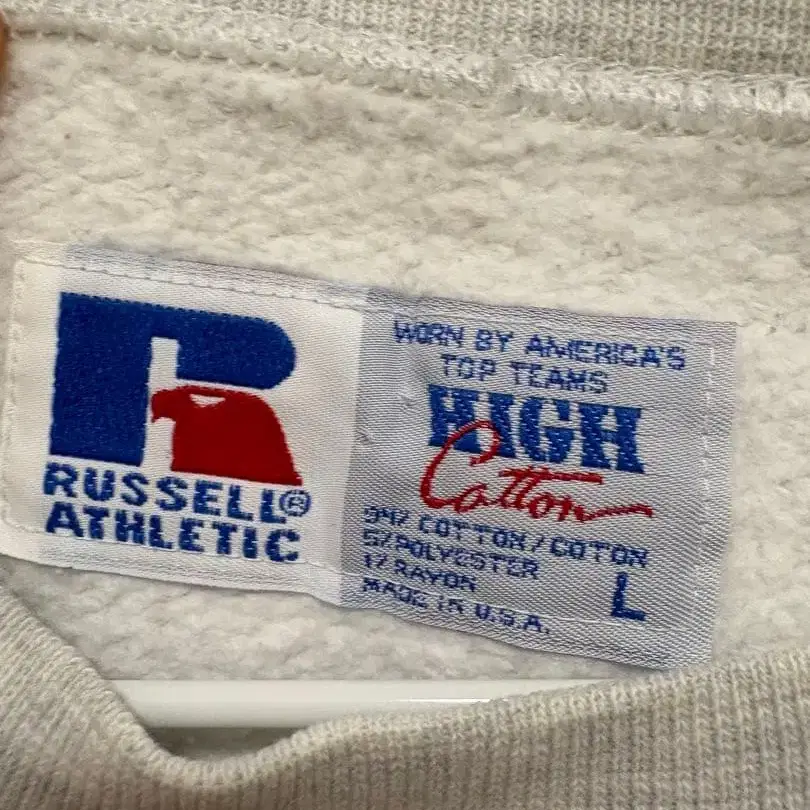 RUSSELL®
ATHLETIC
WORN BY AMERICA'S
TOP TEAMS
HIGH
Cotton
94% COTTON/COTON
5% POLYESTER
1% RAYON
MADE IN U.S.A.
L